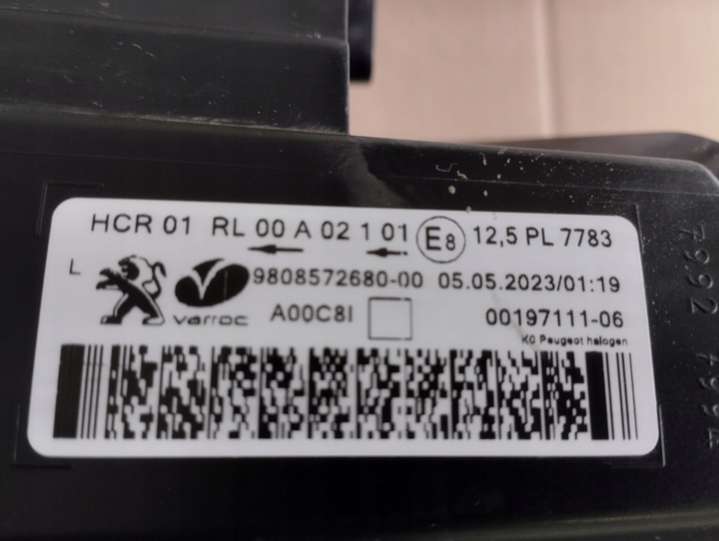 HCR 01 RL 00 A 02 1 01 E8 12,5 PL 7783
L varroc 9808572680-00 05.05.2023/01:19
A00C8I 00197111-06
K0 Peugeot halogen